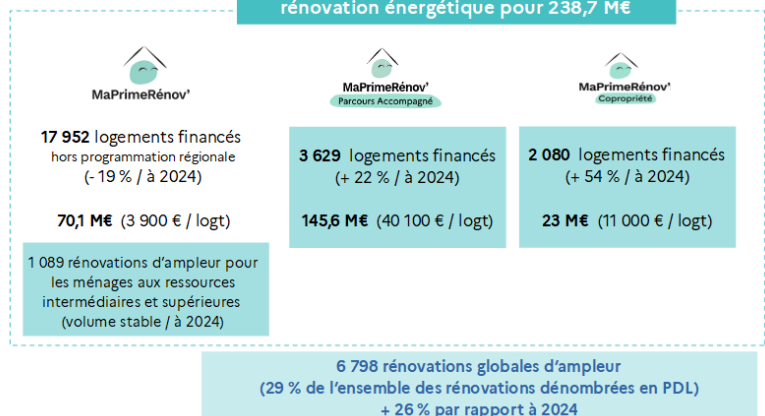 rénovation énergétique pour 238,7 M€
MaPrimeRénov'
17 952 logements financés
hors programmation régionale
(- 19 % / à 2024)
70,1 M€ (3 900 € / logt)
1 089 rénovations d'ampleur pour
les ménages aux ressources
intermédiaires et supérieures
(volume stable / à 2024)
MaPrimeRénov'
Parcours Accompagné
3 629 logements financés
(+ 22 % / à 2024)
145,6 M€ (40 100 € / logt)
MaPrimeRénov'
Copropriété
2 080 logements financés
(+ 54 % / à 2024)
23 M€ (11 000 € / logt)
6 798 rénovations globales d'ampleur
(29 % de l'ensemble des rénovations dénombrées en PDL)
+ 26 % par rapport à 2024